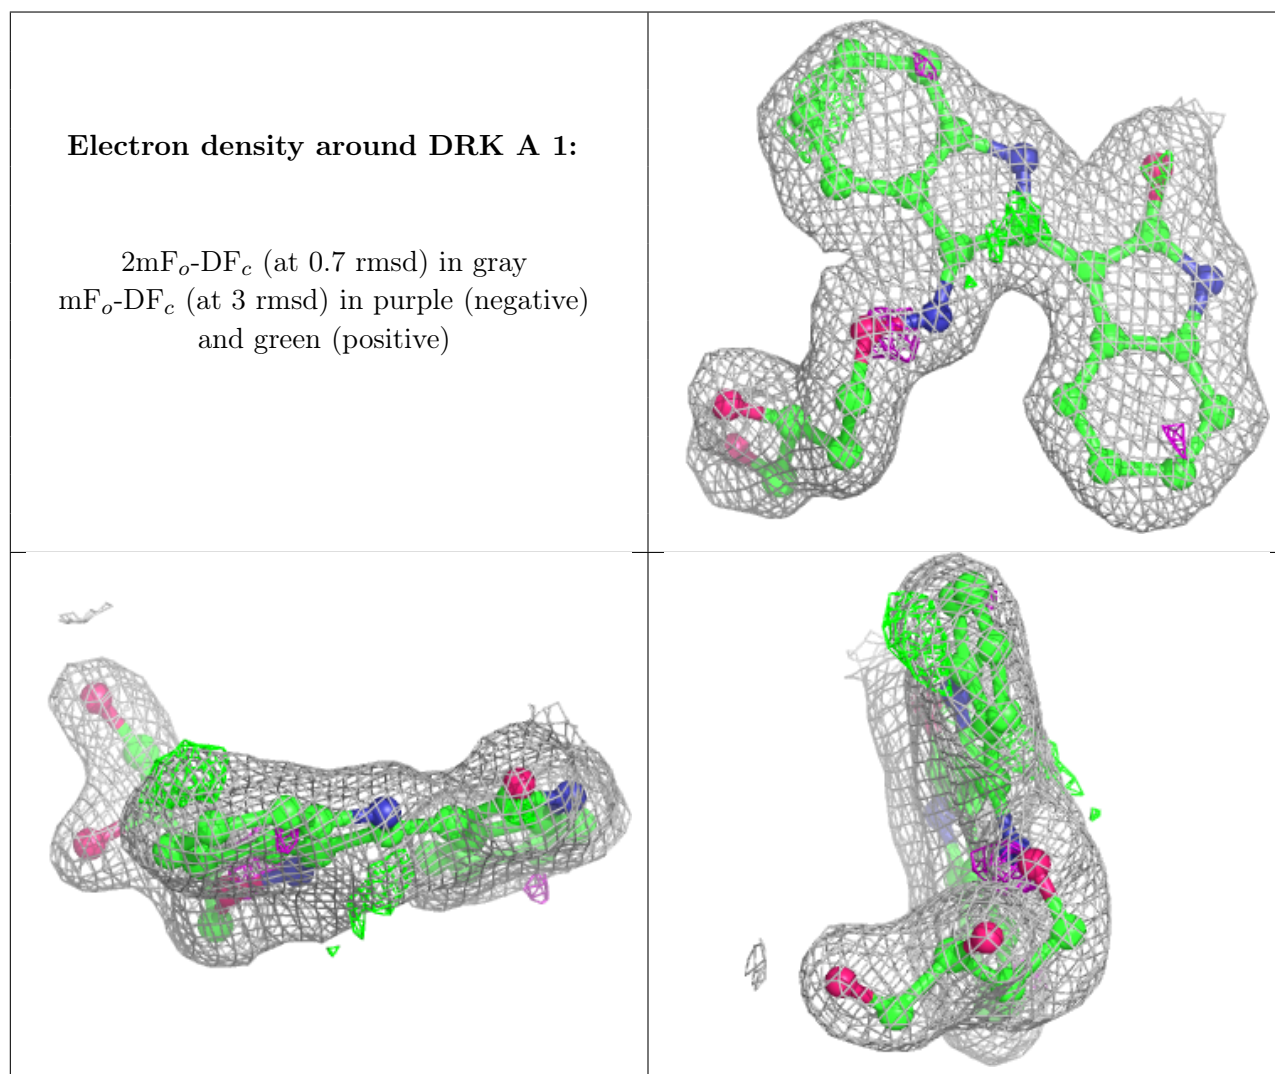 Electron density around DRK A 1:
2mFₒ-DF𝒸 (at 0.7 rmsd) in gray
mFₒ-DF𝒸 (at 3 rmsd) in purple (negative)
and green (positive)